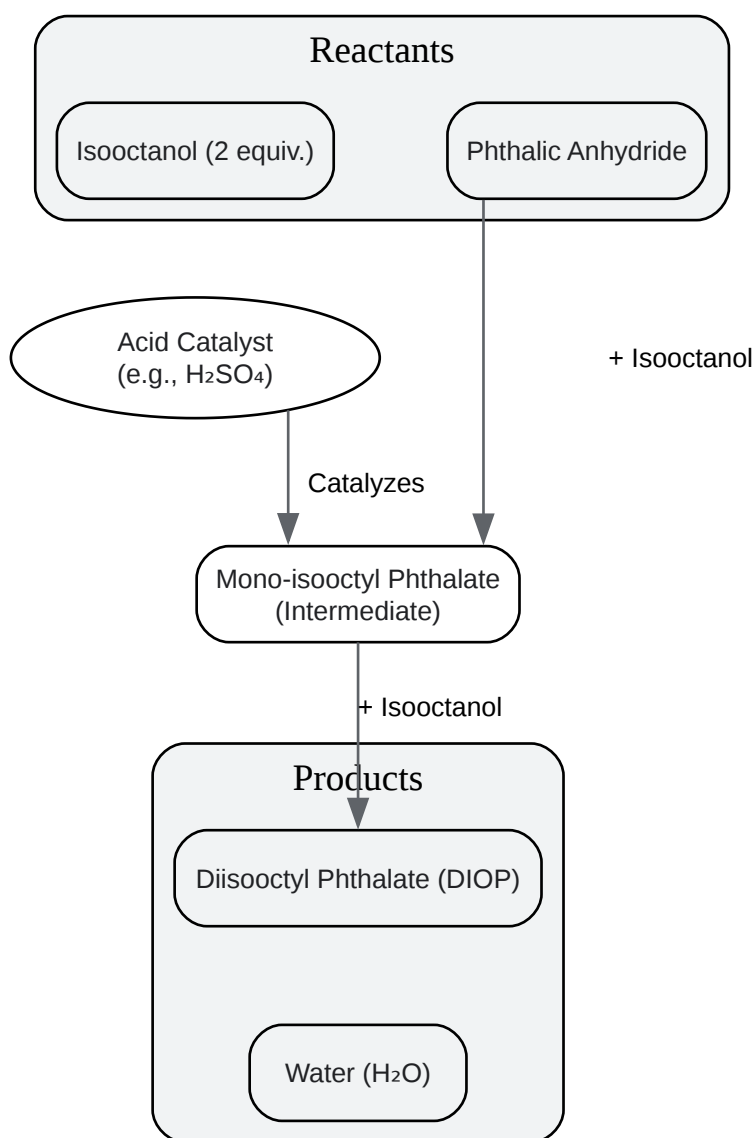 Reactants
Isooctanol (2 equiv.)
Phthalic Anhydride
Acid Catalyst
(e.g., H₂SO₄)
+ Isooctanol
Catalyzes
Mono-isooctyl Phthalate
(Intermediate)
+ Isooctanol
Products
Diisooctyl Phthalate (DIOP)
Water (H₂O)